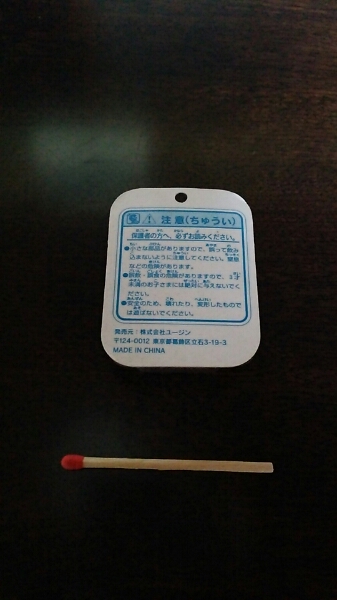 注意(ちゅうい)
保護者の方へ、必ずお読みください。
●小さな部品がありますので、誤って飲み
込まないように注意してください。窒息
などの危険があります。
●誤飲・誤食の危険がありますので、3才
未満のお子さまには絶対に与えないでく
ださい。
●安全のため、壊れたり、変形したもので
は遊ばないでください。
発売元:株式会社ユージン
〒124-0012 東京都葛飾区立石3-19-3
MADE IN CHINA